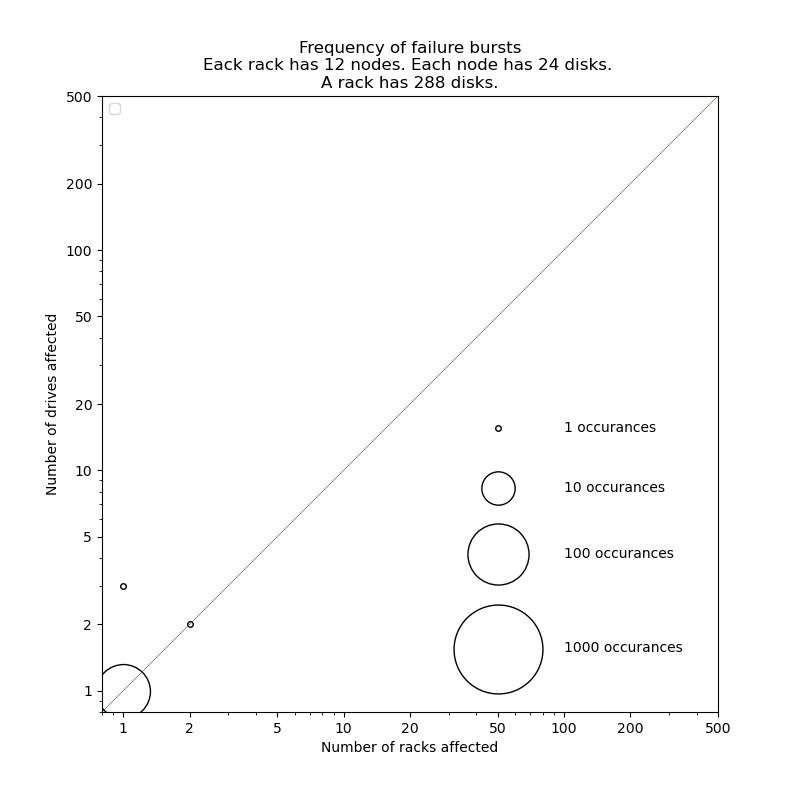 Frequency of failure bursts
Eack rack has 12 nodes. Each node has 24 disks.
A rack has 288 disks.
500
200
100
50
20
10
5
2
1
Number of drives affected
1 occurances
10 occurances
100 occurances
1000 occurances
1 2 5 10 20 50 100 200 500
Number of racks affected